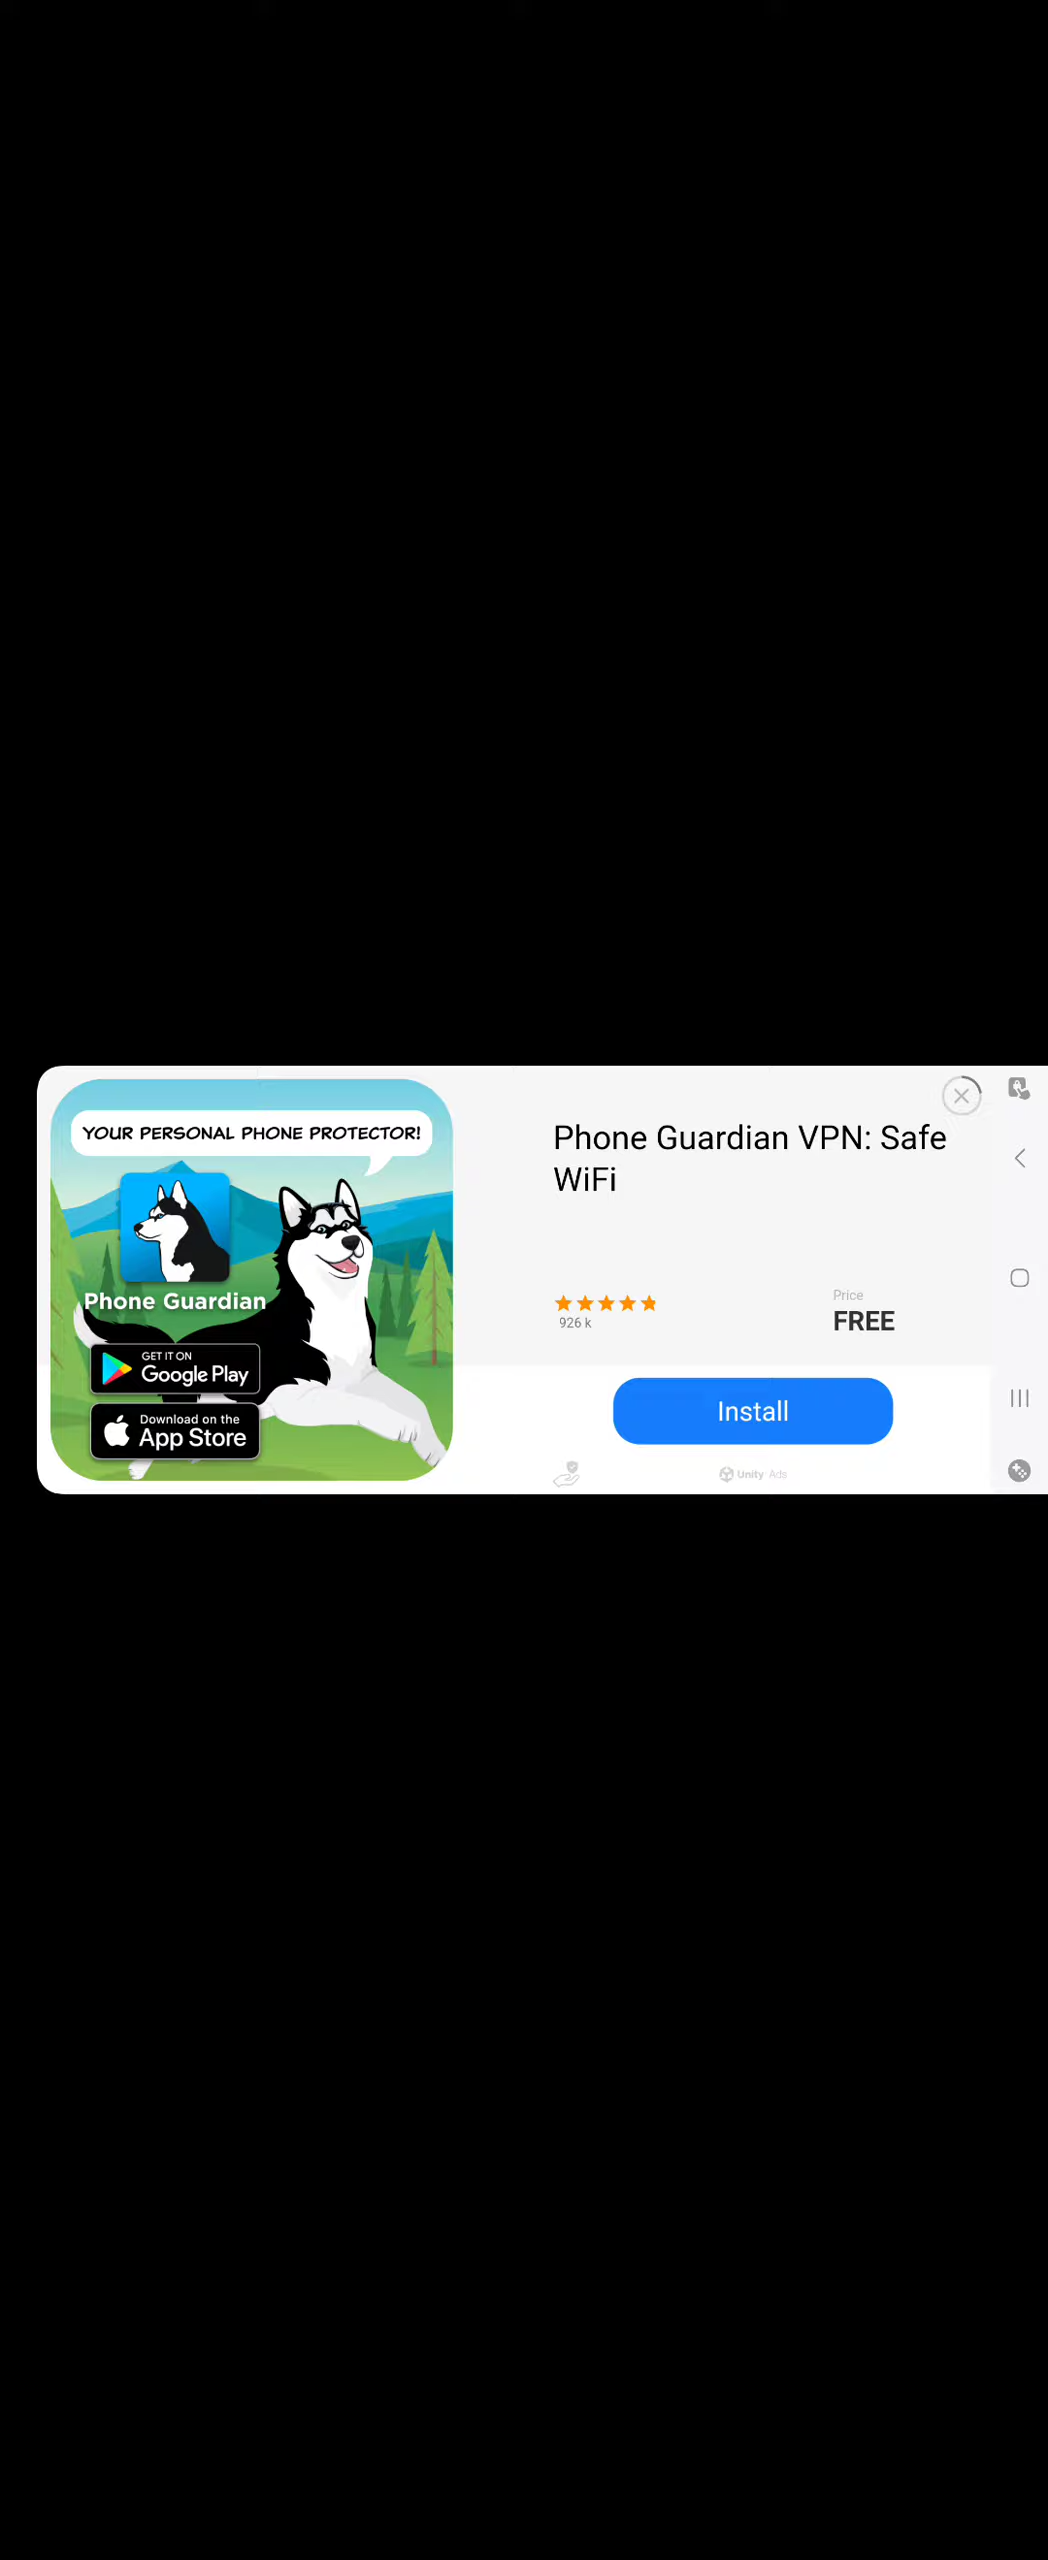 YOUR PERSONAL PHONE PROTECTOR!
Phone Guardian
GET IT ON
Google Play
Download on the
App Store
Phone Guardian VPN: Safe
WiFi
926 k
Price
FREE
Install
Unity Ads